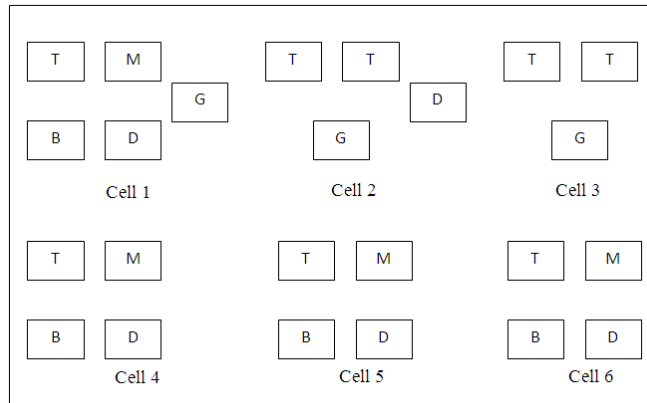 T M T T T T
G D
B D G G
Cell 1 Cell 2 Cell 3
T M T M T M
B D B D B D
Cell 4 Cell 5 Cell 6